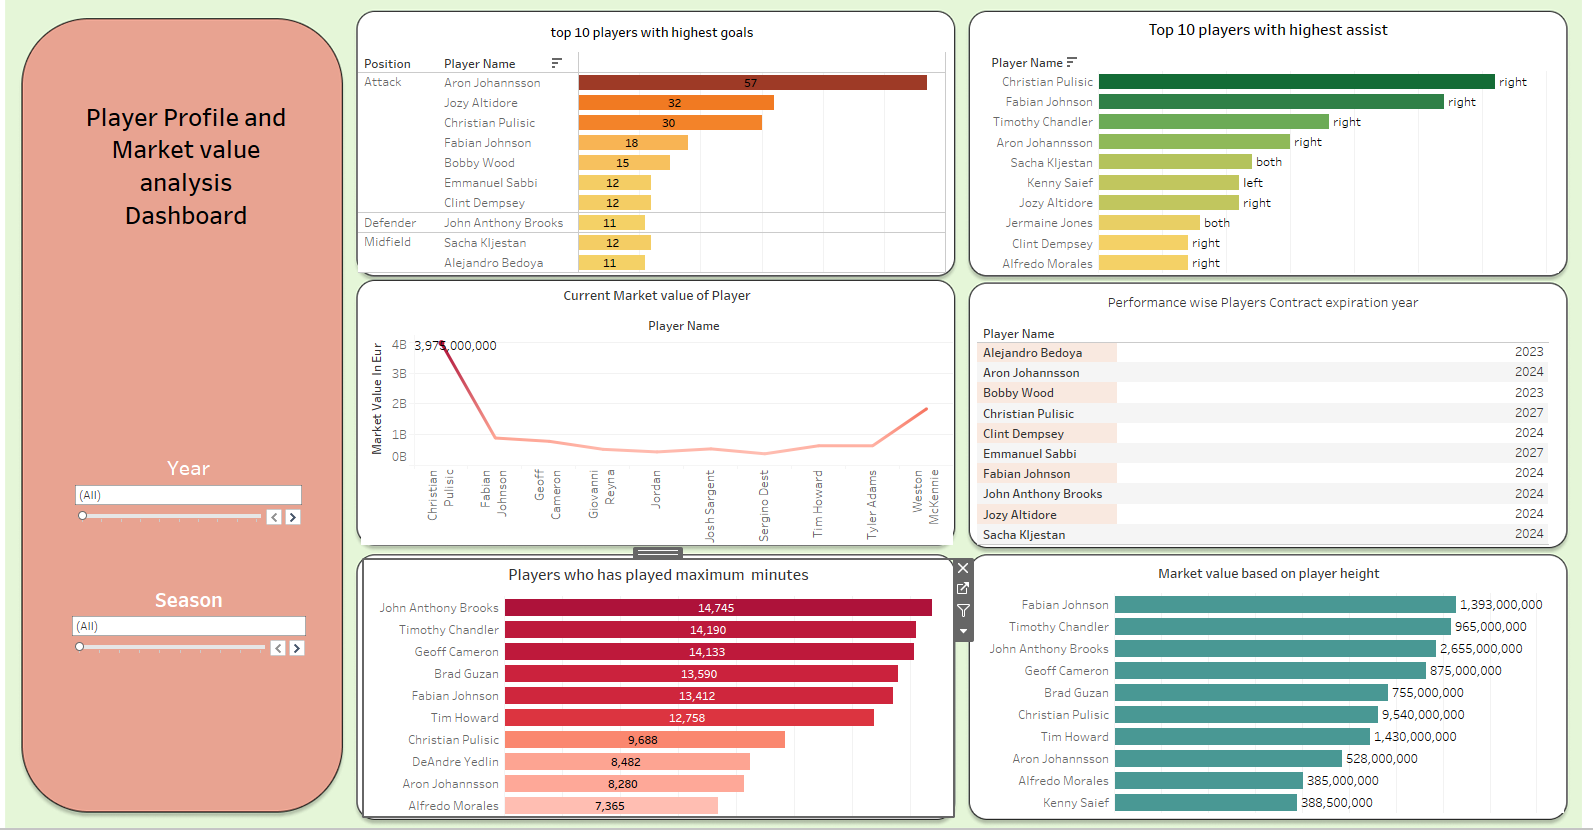 Player Profile and
Market value
analysis
Dashboard
Year
(All)
Season
(All)
top 10 players with highest goals
Position Player Name
Attack Aron Johannsson 57
Jozy Altidore 32
Christian Pulisic 30
Fabian Johnson 18
Bobby Wood 15
Emmanuel Sabbi 12
Clint Dempsey 12
Defender John Anthony Brooks 11
Midfield Sacha Kljestan 12
Alejandro Bedoya 11
Top 10 players with highest assist
Player Name
Christian Pulisic right
Fabian Johnson right
Timothy Chandler right
Aron Johannsson right
Sacha Kljestan both
Kenny Saief left
Jozy Altidore right
Jermaine Jones both
Clint Dempsey right
Alfredo Morales right
Current Market value of Player
Player Name
Market Value In Eur
4B
3B
2B
1B
0B
3,975,000,000
Christian
Pulisic
Fabian
Johnson
Geoff
Cameron
Giovanni
Reyna
Jordan
Josh Sargent
Sergino Dest
Tim Howard
Tyler Adams
Weston
McKennie
Performance wise Players Contract expiration year
Player Name
Alejandro Bedoya 2023
Aron Johannsson 2024
Bobby Wood 2023
Christian Pulisic 2027
Clint Dempsey 2024
Emmanuel Sabbi 2027
Fabian Johnson 2024
John Anthony Brooks 2024
Jozy Altidore 2024
Sacha Kljestan 2024
Players who has played maximum minutes
John Anthony Brooks 14,745
Timothy Chandler 14,190
Geoff Cameron 14,133
Brad Guzan 13,590
Fabian Johnson 13,412
Tim Howard 12,758
Christian Pulisic 9,688
DeAndre Yedlin 8,482
Aron Johannsson 8,280
Alfredo Morales 7,365
Market value based on player height
Fabian Johnson 1,393,000,000
Timothy Chandler 965,000,000
John Anthony Brooks 2,655,000,000
Geoff Cameron 875,000,000
Brad Guzan 755,000,000
Christian Pulisic 9,540,000,000
Tim Howard 1,430,000,000
Aron Johannsson 528,000,000
Alfredo Morales 385,000,000
Kenny Saief 388,500,000